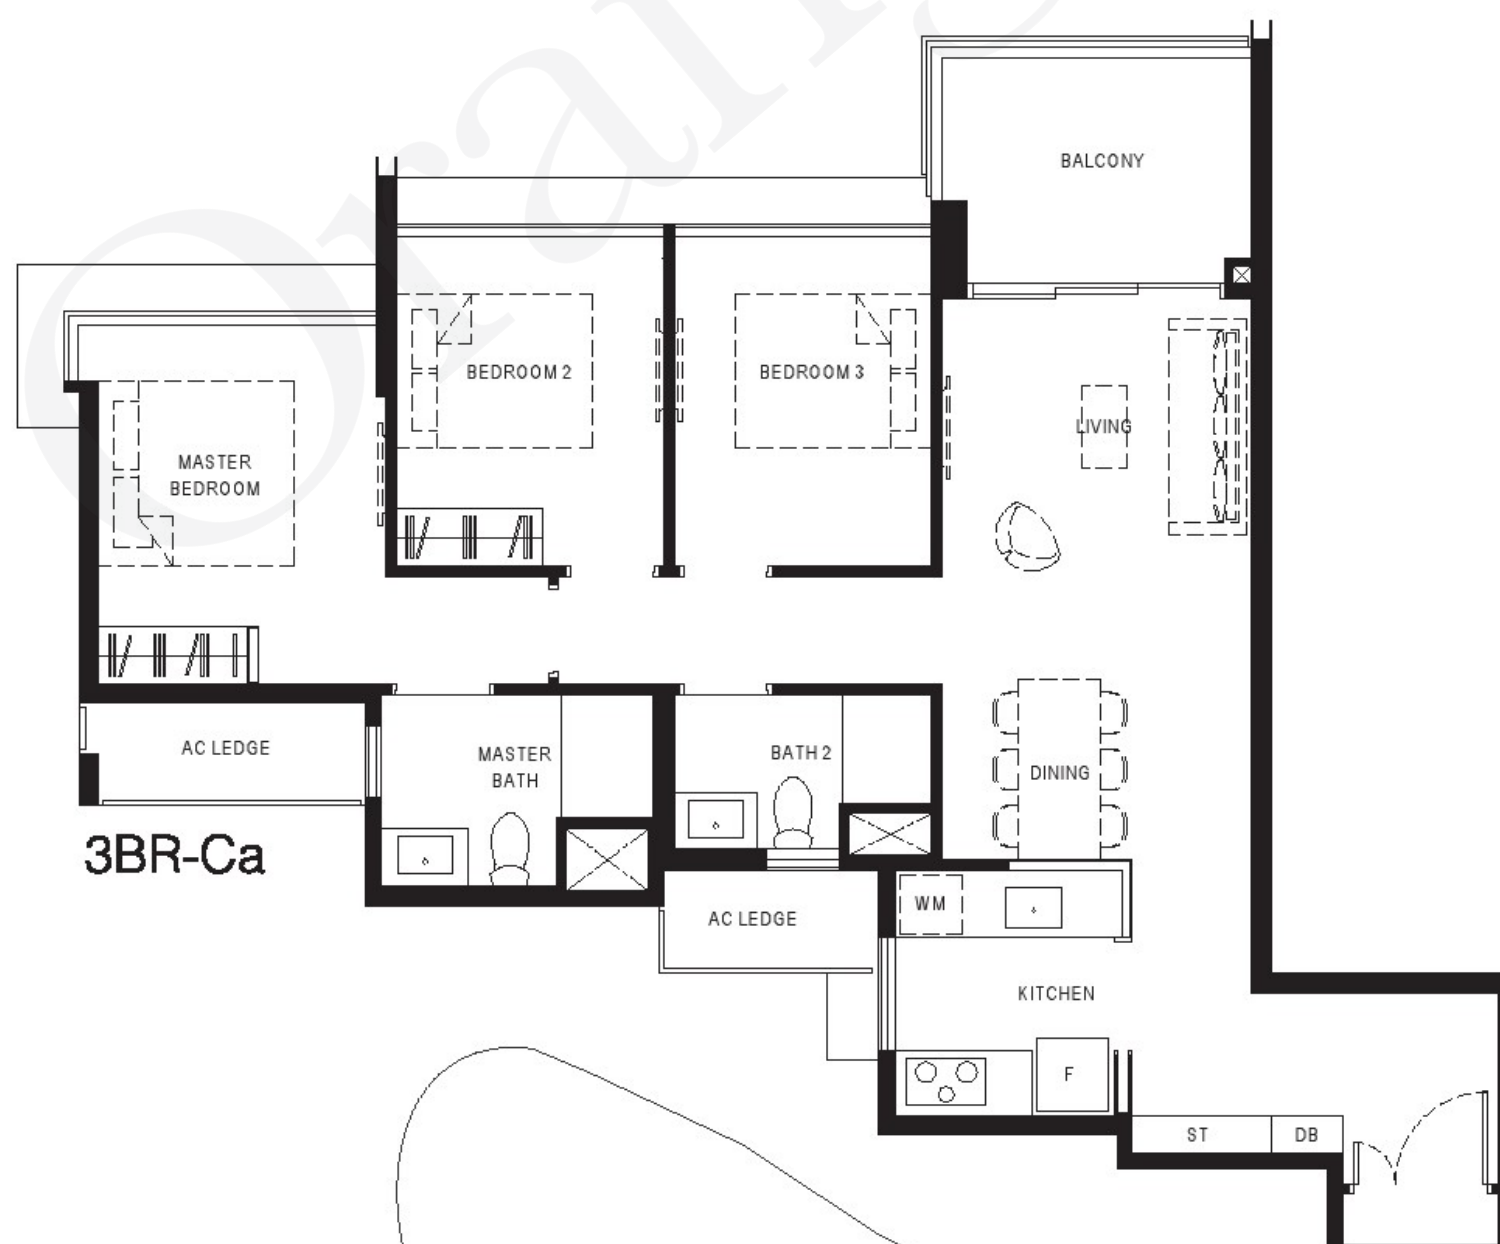 Orang
BALCONY
BEDROOM 2
BEDROOM 3
LIVING
MASTER
BEDROOM
AC LEDGE
MASTER
BATH
BATH 2
DINING
3BR-Ca
AC LEDGE
WM
KITCHEN
F
ST
DB